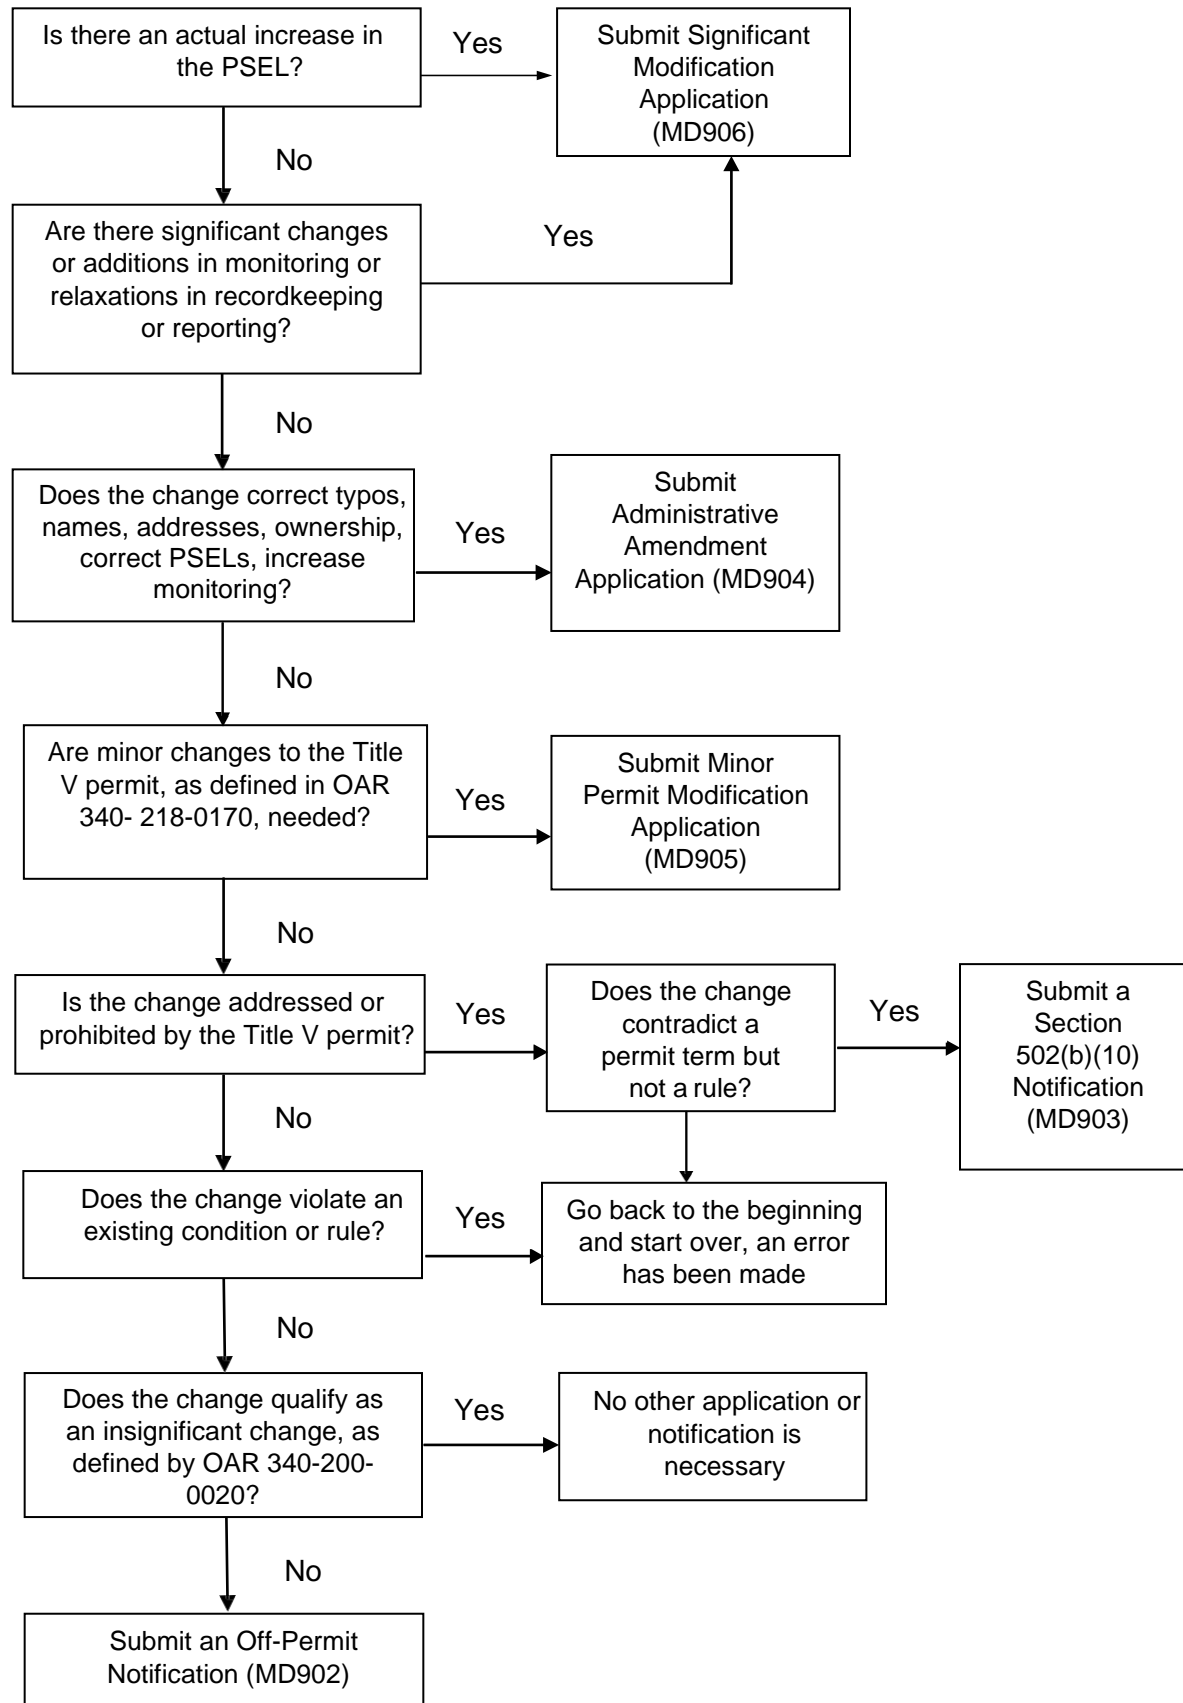 Is there an actual increase in
the PSEL?
Yes
Submit Significant
Modification
Application
(MD906)
No
Are there significant changes
or additions in monitoring or
relaxations in recordkeeping
or reporting?
Yes
No
Does the change correct typos,
names, addresses, ownership,
correct PSELs, increase
monitoring?
Yes
Submit
Administrative
Amendment
Application (MD904)
No
Are minor changes to the Title
V permit, as defined in OAR
340- 218-0170, needed?
Yes
Submit Minor
Permit Modification
Application
(MD905)
No
Is the change addressed or
prohibited by the Title V permit?
Yes
Does the change
contradict a
permit term but
not a rule?
Yes
Submit a
Section
502(b)(10)
Notification
(MD903)
No
Does the change violate an
existing condition or rule?
Yes
Go back to the beginning
and start over, an error
has been made
No
Does the change qualify as
an insignificant change, as
defined by OAR 340-200-
0020?
Yes
No other application or
notification is
necessary
No
Submit an Off-Permit
Notification (MD902)